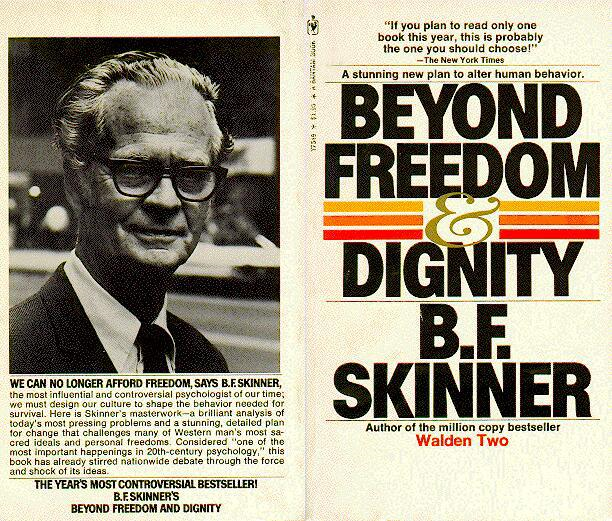 WE CAN NO LONGER AFFORD FREEDOM, SAYS B.F. SKINNER,
the most influential and controversial psychologist of our time;
we must design our culture to shape the behavior needed for
survival. Here is Skinner's masterwork—a brilliant analysis of
today's most pressing problems and a stunning, detailed plan
for change that challenges many of Western man's most sa-
cred ideals and personal freedoms. Considered “one of the
most important happenings in 20th-century psychology,” this
book has already stirred nationwide debate through the force
and shock of its ideas.
THE YEAR'S MOST CONTROVERSIAL BESTSELLER!
B.F. SKINNER'S
BEYOND FREEDOM AND DIGNITY
Y7549 ★ $1.95 ★ A BANTAM BOOK
“If you plan to read only one
book this year, this is probably
the one you should choose!”
—The New York Times
A stunning new plan to alter human behavior.
BEYOND
FREEDOM
&
DIGNITY
B.F.
SKINNER
Author of the million copy bestseller
Walden Two